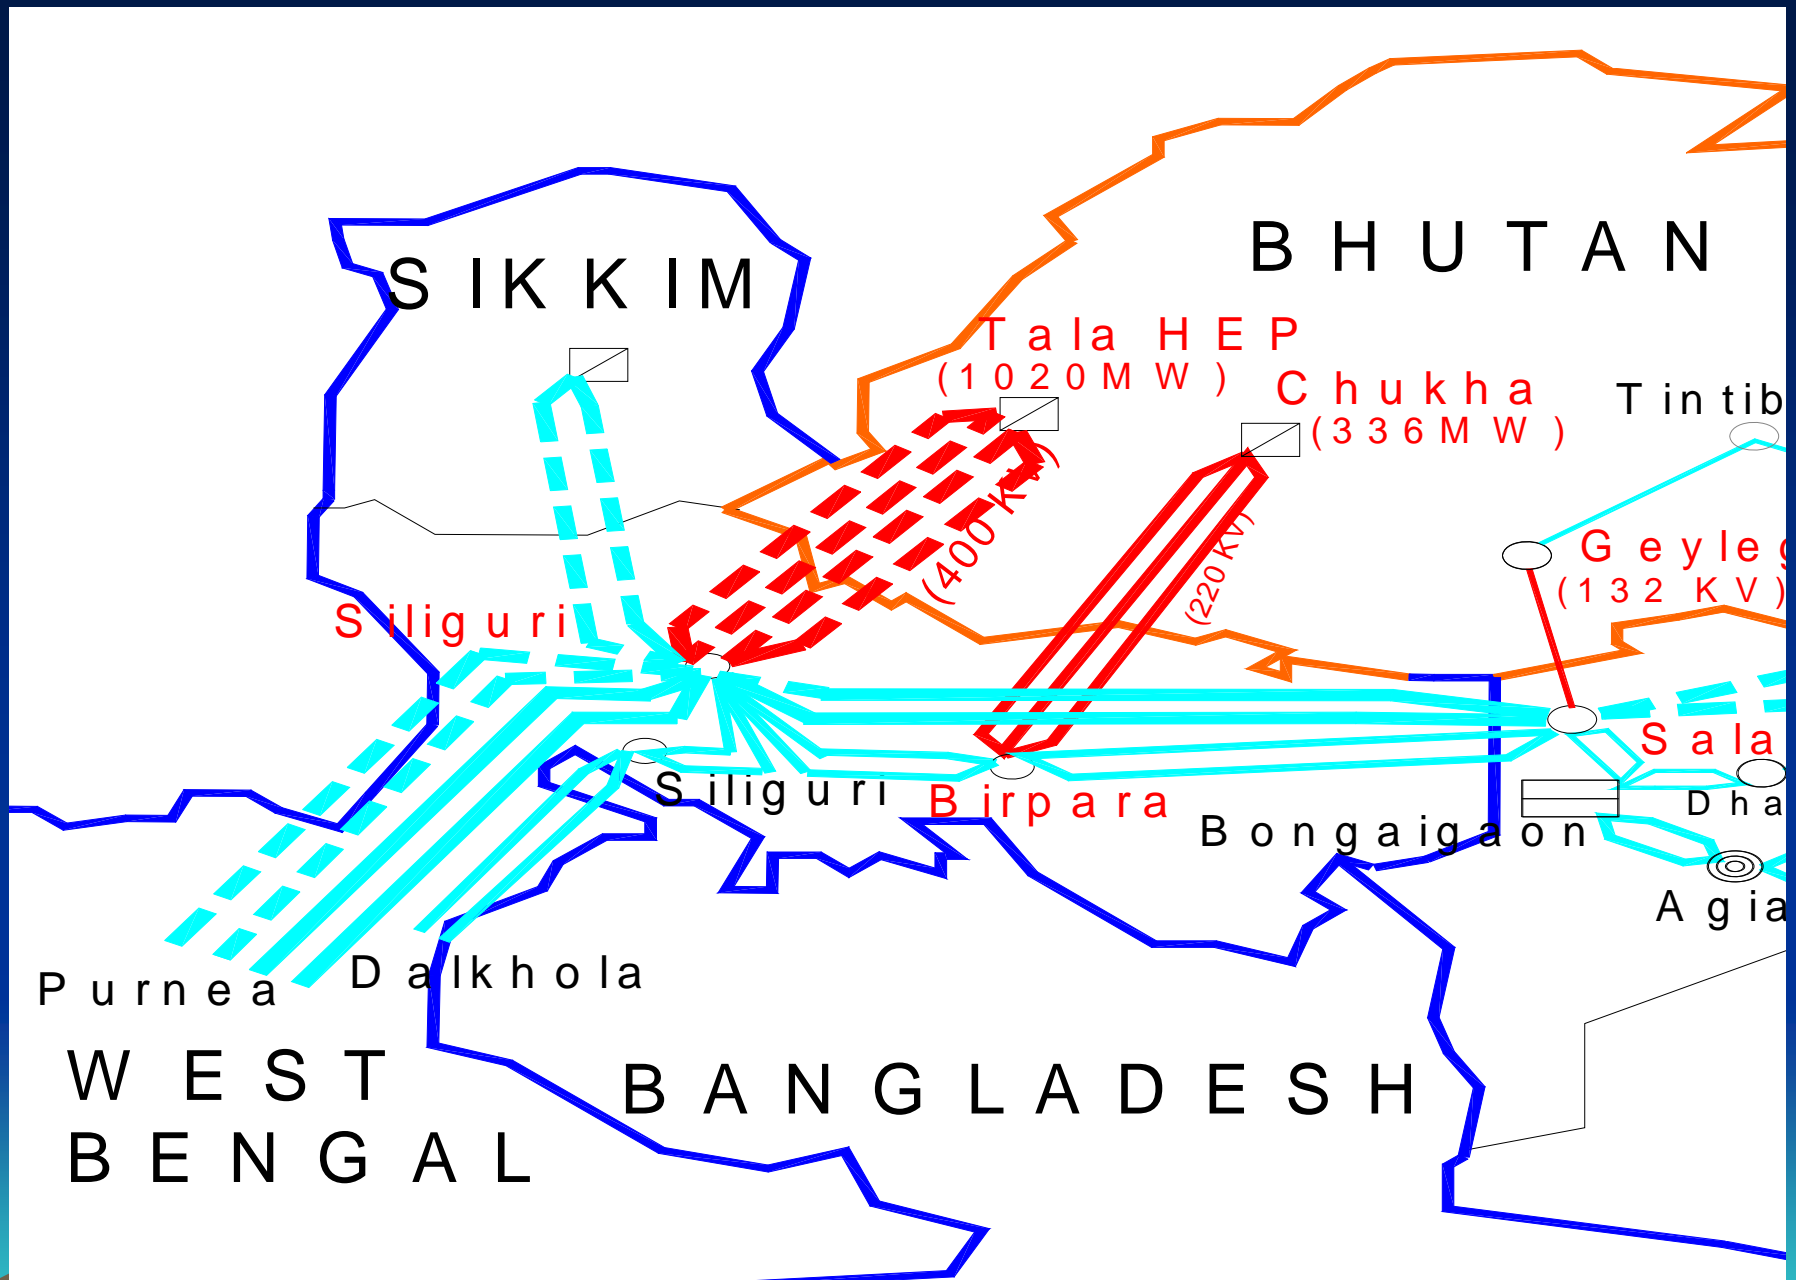 BHUTAN
SIKKIM
Tala HEP
(1020MW)
Chukha
(336MW)
Tintib
(400 KV)
(220 KV)
Geyleg
(132 KV)
Siliguri
Sala
Siliguri
Birpara
Dha
Bongaigaon
Agia
Dalkhola
Purnea
WEST
BENGAL
BANGLADESH